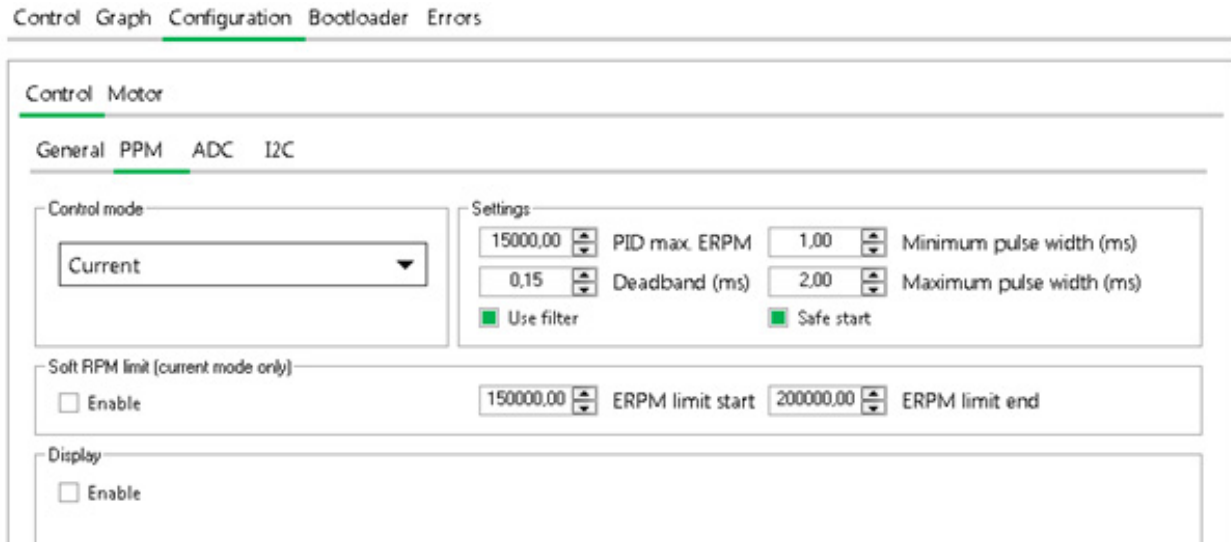 Control Graph Configuration Bootloader Errors
Control Motor
General PPM ADC I2C
Control mode
Current
Settings
15000,00 PID max. ERPM 1,00 Minimum pulse width (ms)
0,15 Deadband (ms) 2,00 Maximum pulse width (ms)
Use filter Safe start
Soft RPM limit (current mode only)
Enable 150000,00 ERPM limit start 200000,00 ERPM limit end
Display
Enable